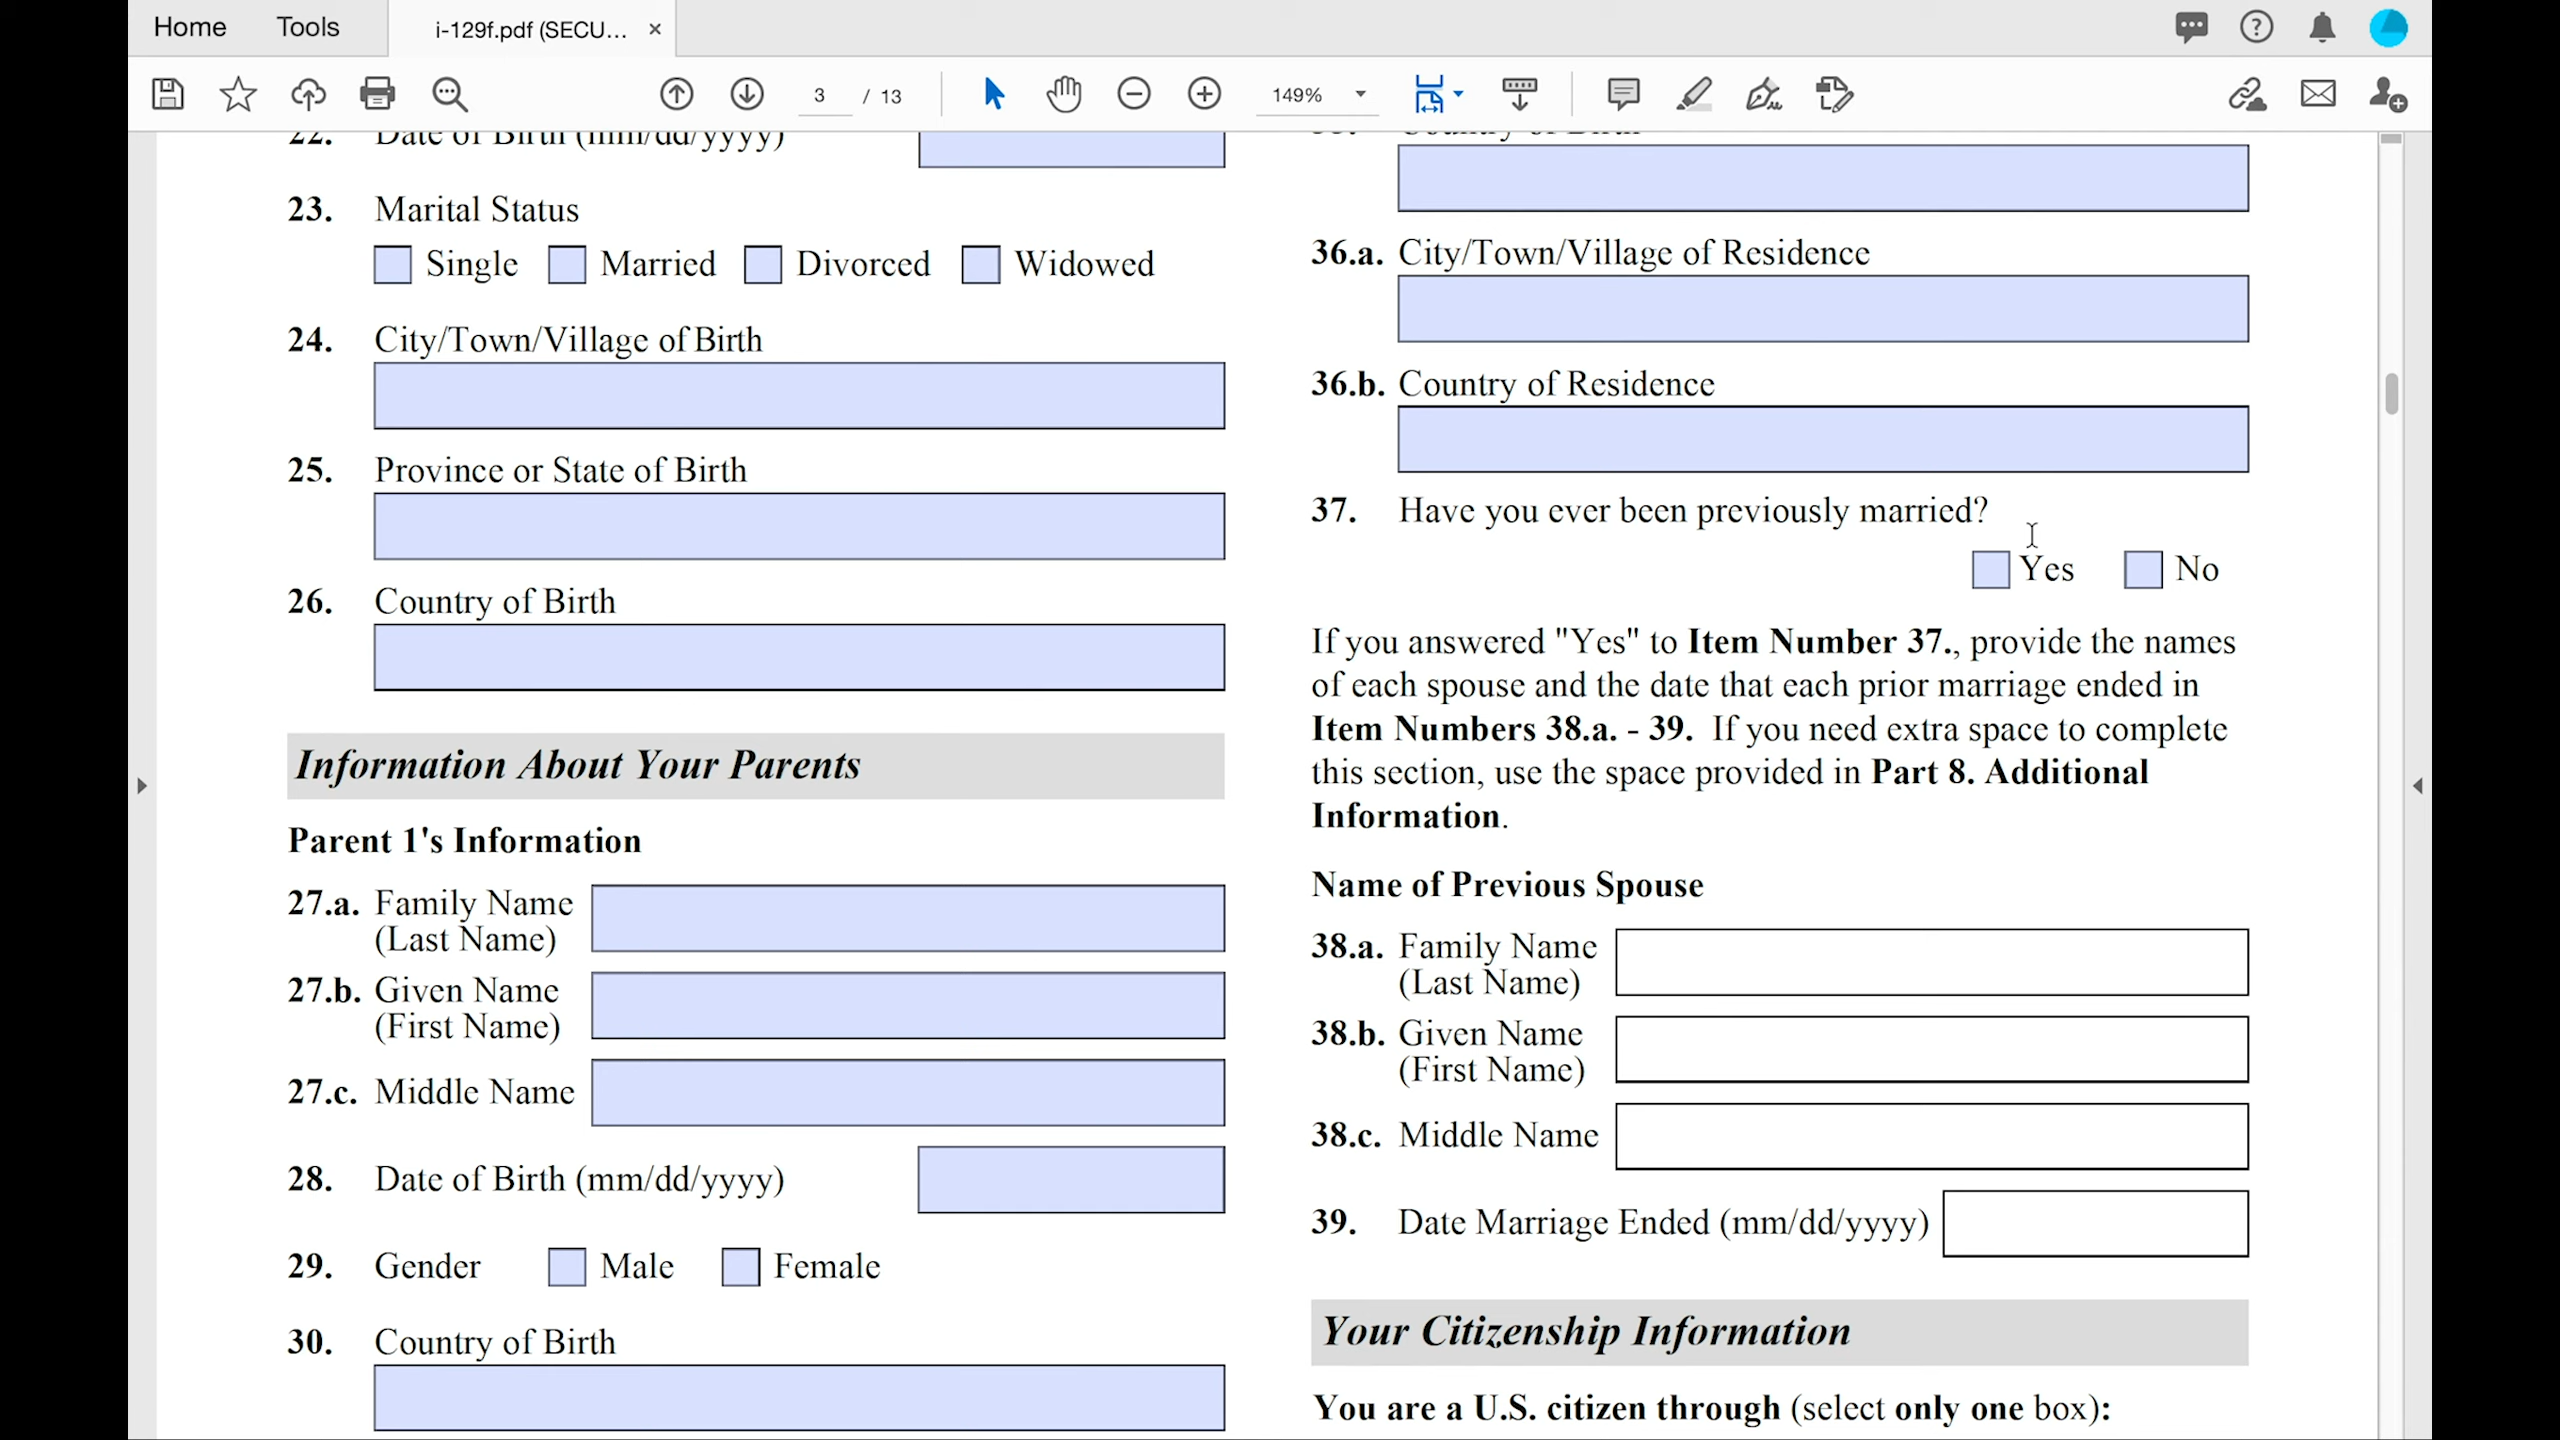 Home Tools i-129f.pdf (SECU...
3 / 13 149%
22. Date of Birth (mm/dd/yyyy)
23. Marital Status
Single Married Divorced Widowed
24. City/Town/Village of Birth
25. Province or State of Birth
26. Country of Birth
Information About Your Parents
Parent 1's Information
27.a. Family Name
(Last Name)
27.b. Given Name
(First Name)
27.c. Middle Name
28. Date of Birth (mm/dd/yyyy)
29. Gender Male Female
30. Country of Birth
Country of Birth
36.a. City/Town/Village of Residence
36.b. Country of Residence
37. Have you ever been previously married?
Yes No
If you answered "Yes" to Item Number 37., provide the names
of each spouse and the date that each prior marriage ended in
Item Numbers 38.a. - 39. If you need extra space to complete
this section, use the space provided in Part 8. Additional
Information.
Name of Previous Spouse
38.a. Family Name
(Last Name)
38.b. Given Name
(First Name)
38.c. Middle Name
39. Date Marriage Ended (mm/dd/yyyy)
Your Citizenship Information
You are a U.S. citizen through (select only one box):